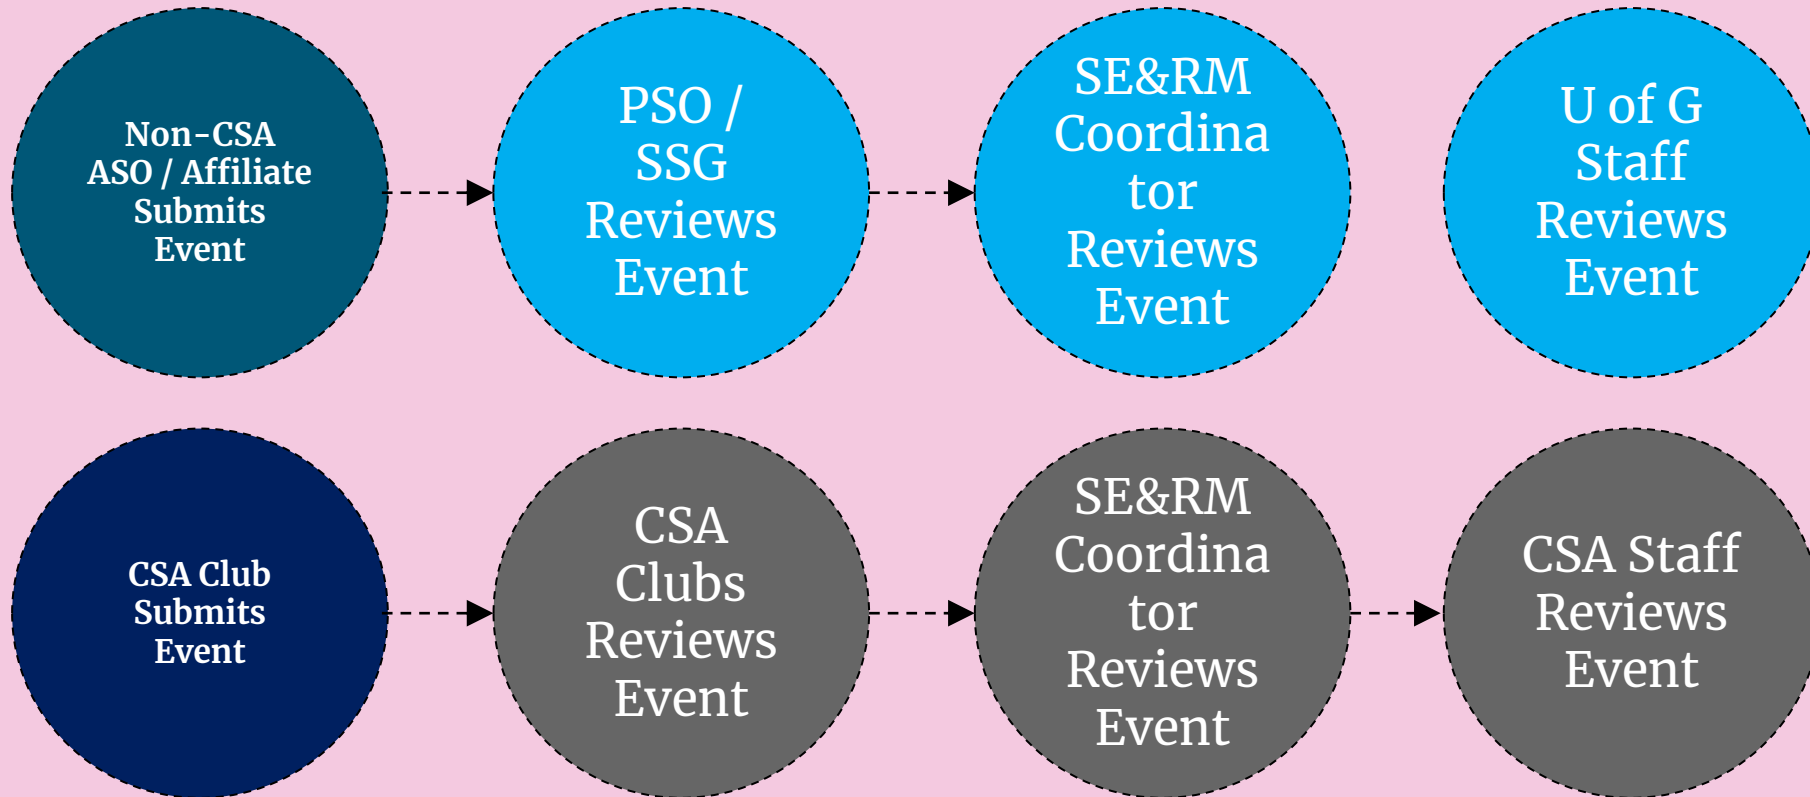 Non-CSA
ASO / Affiliate
Submits
Event
PSO /
SSG
Reviews
Event
SE&RM
Coordina
tor
Reviews
Event
U of G
Staff
Reviews
Event
CSA Club
Submits
Event
CSA
Clubs
Reviews
Event
SE&RM
Coordina
tor
Reviews
Event
CSA Staff
Reviews
Event